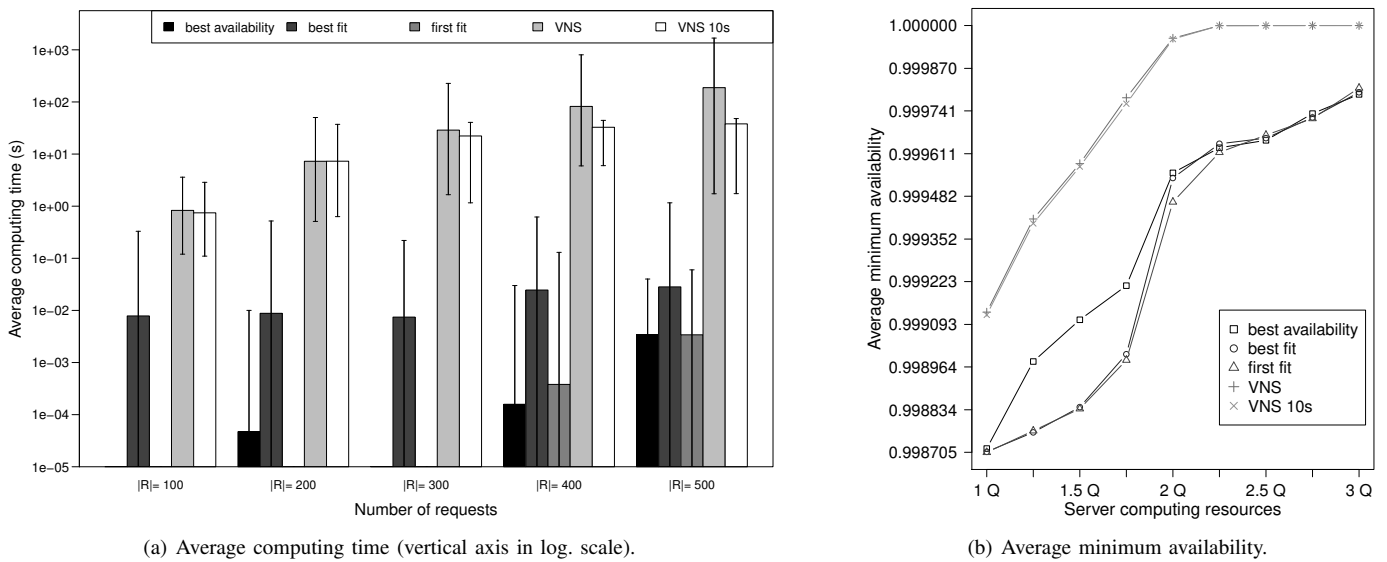 best availability best fit first fit VNS VNS 10s
1e+03
1e+02
1e+01
1e+00
1e−01
1e−02
1e−03
1e−04
1e−05
Average computing time (s)
|R|= 100 |R|= 200 |R|= 300 |R|= 400 |R|= 500
Number of requests
(a) Average computing time (vertical axis in log. scale).
1.000000
0.999870
0.999741
0.999611
0.999482
0.999352
0.999223
0.999093
0.998964
0.998834
0.998705
Average minimum availability
best availability
best fit
first fit
VNS
VNS 10s
1 Q 1.5 Q 2 Q 2.5 Q 3 Q
Server computing resources
(b) Average minimum availability.